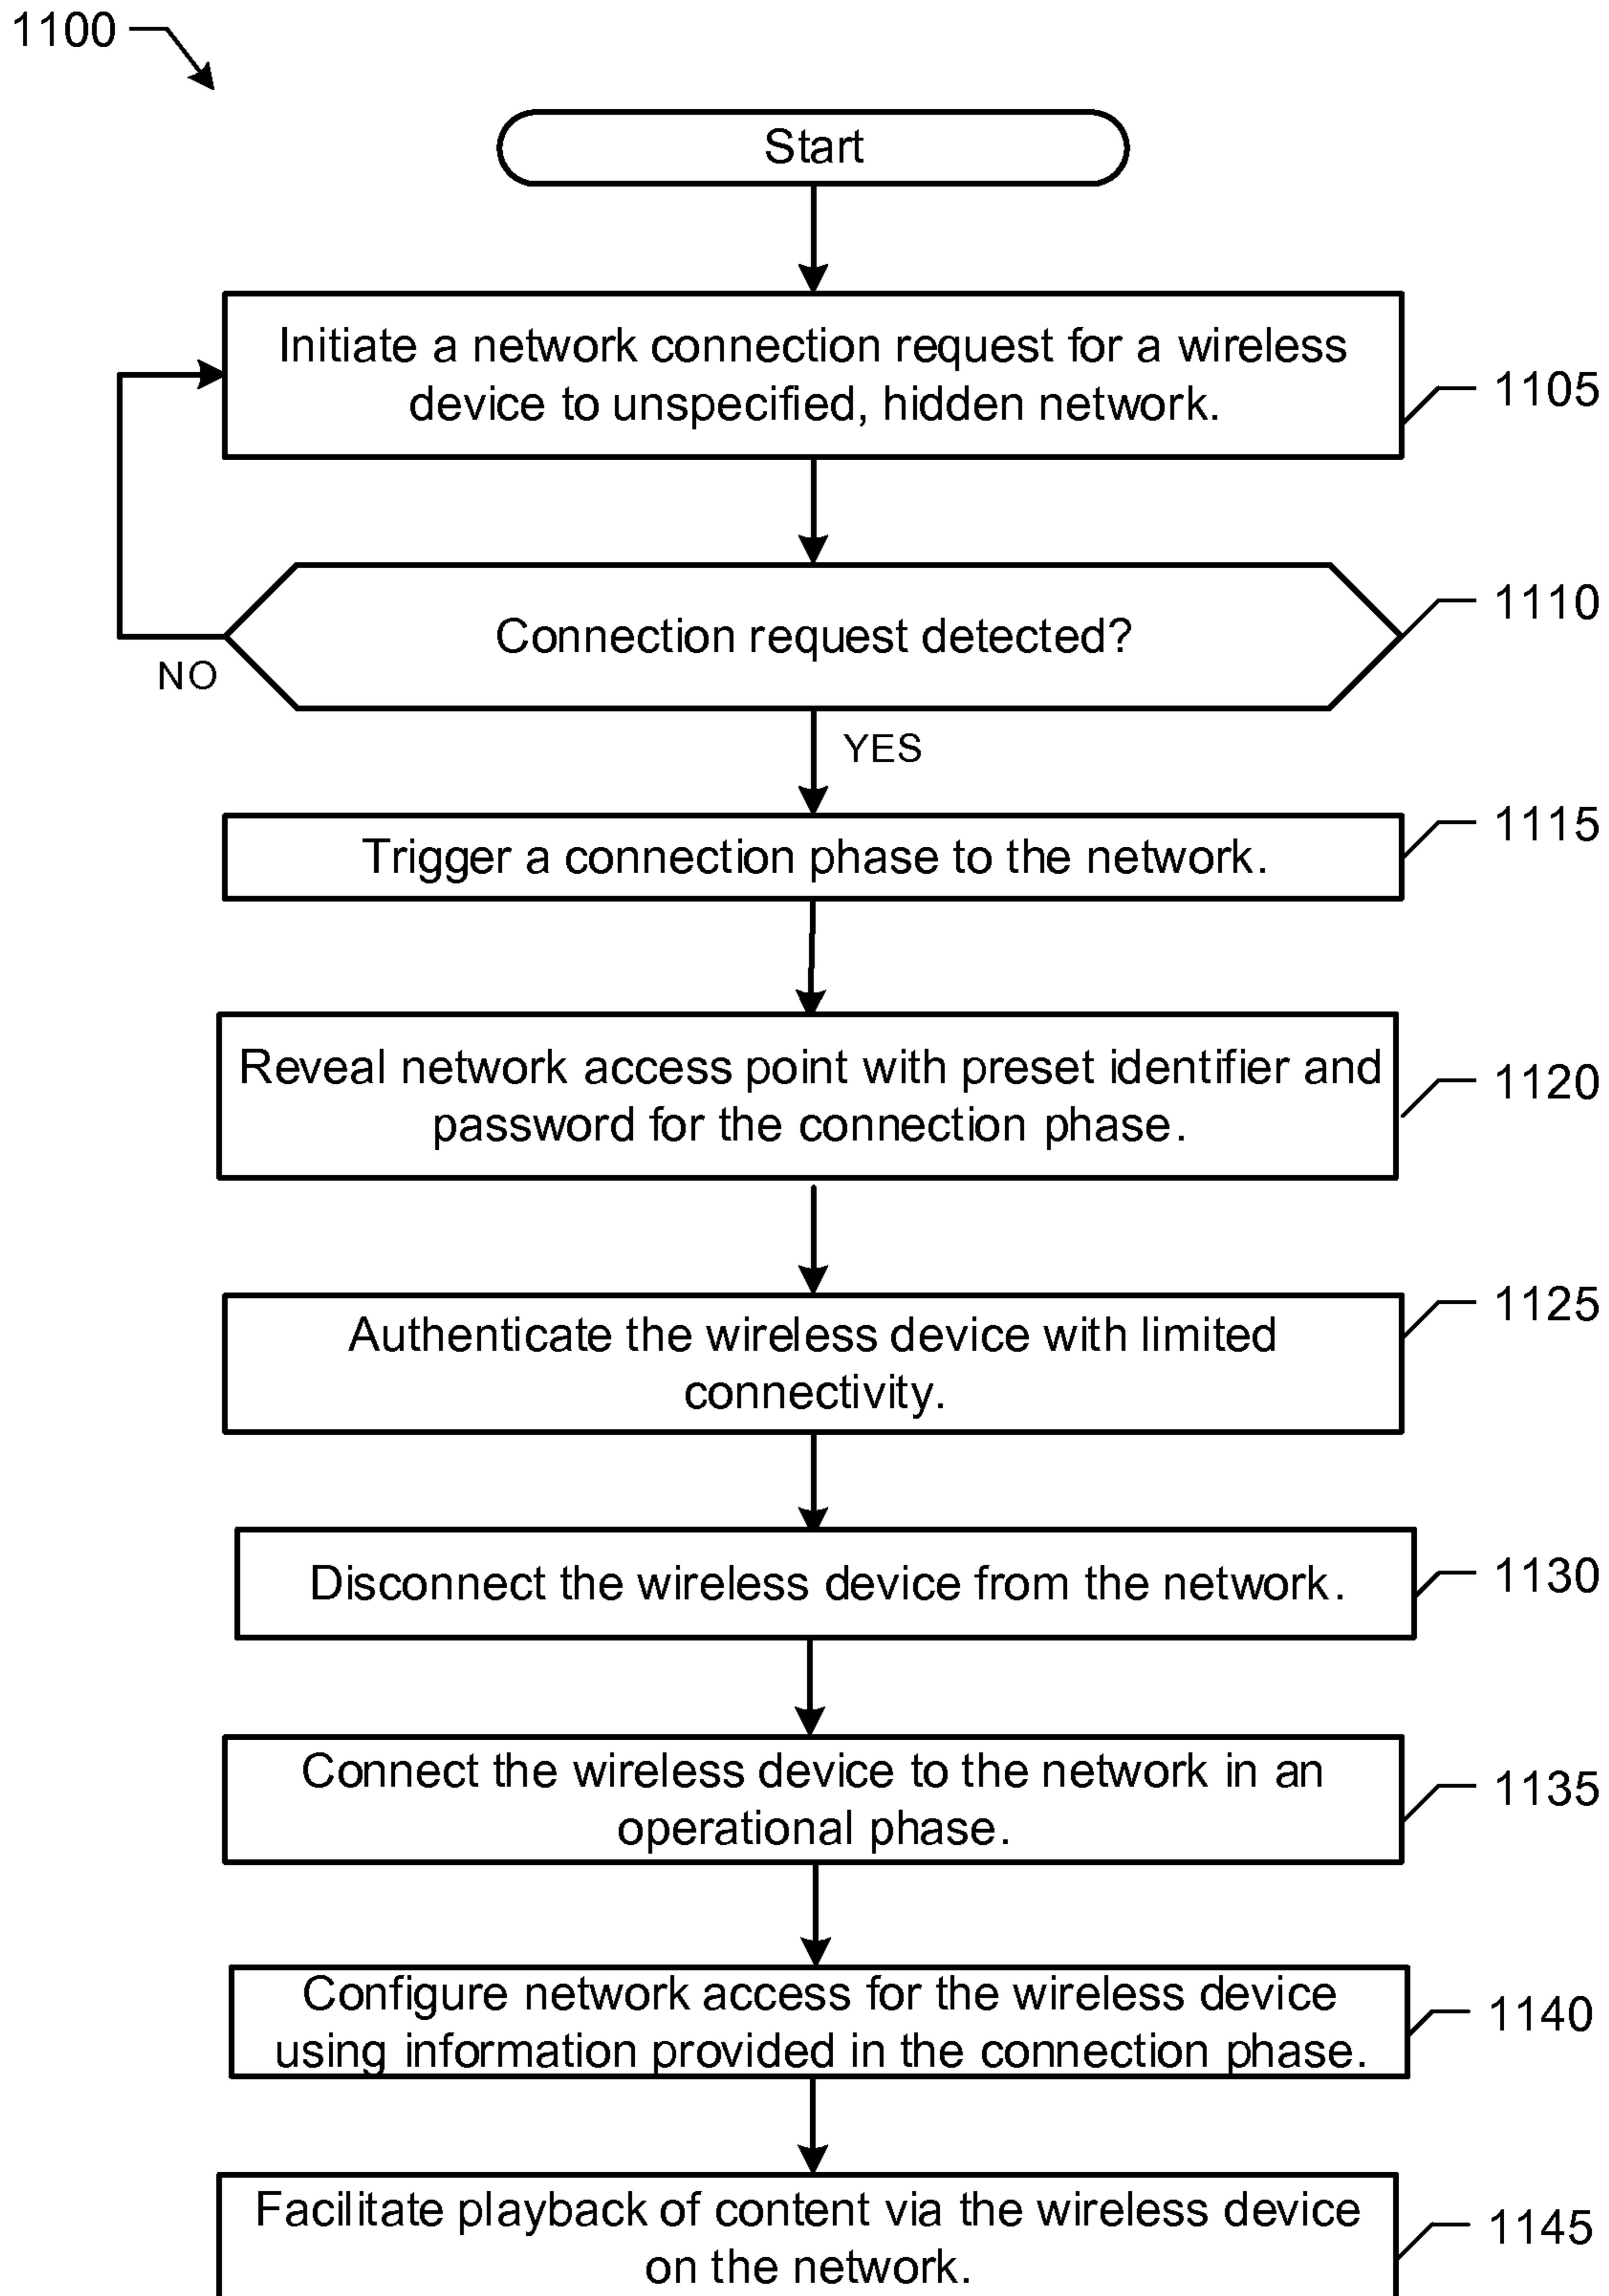 1100
Start
Initiate a network connection request for a wireless
device to unspecified, hidden network.
1105
Connection request detected?
1110
NO
YES
Trigger a connection phase to the network.
1115
Reveal network access point with preset identifier and
password for the connection phase.
1120
Authenticate the wireless device with limited
connectivity.
1125
Disconnect the wireless device from the network.
1130
Connect the wireless device to the network in an
operational phase.
1135
Configure network access for the wireless device
using information provided in the connection phase.
1140
Facilitate playback of content via the wireless device
on the network.
1145